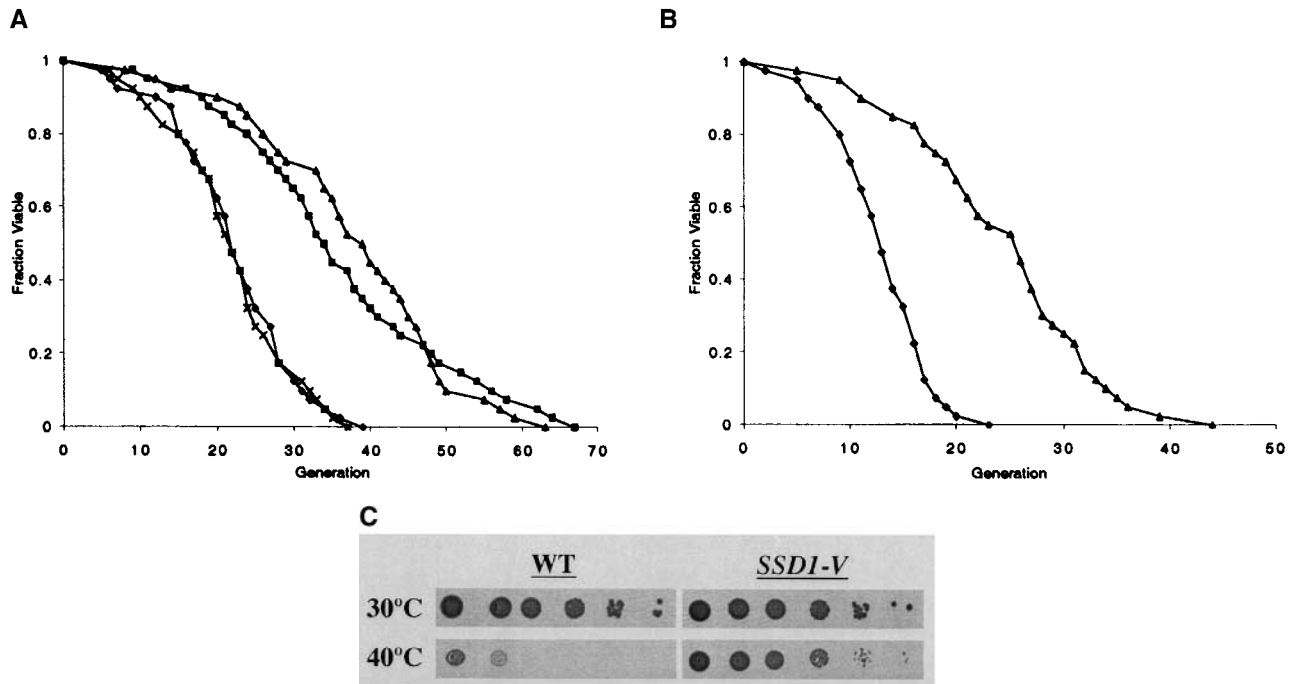 A
B
1
0.8
0.6
0.4
0.2
0
Fraction Viable
0 10 20 30 40 50 60 70
Generation
1
0.8
0.6
0.4
0.2
0
Fraction Viable
0 10 20 30 40 50
Generation
C
WT SSD1-V
30°C
40°C